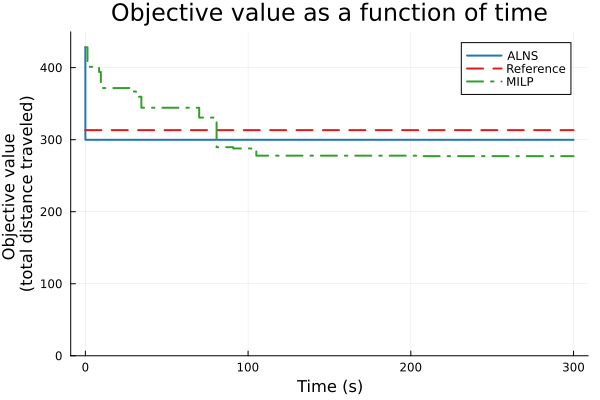 Objective value as a function of time
Objective value
(total distance traveled)
400
300
200
100
0
ALNS
Reference
MILP
0
100
200
300
Time (s)